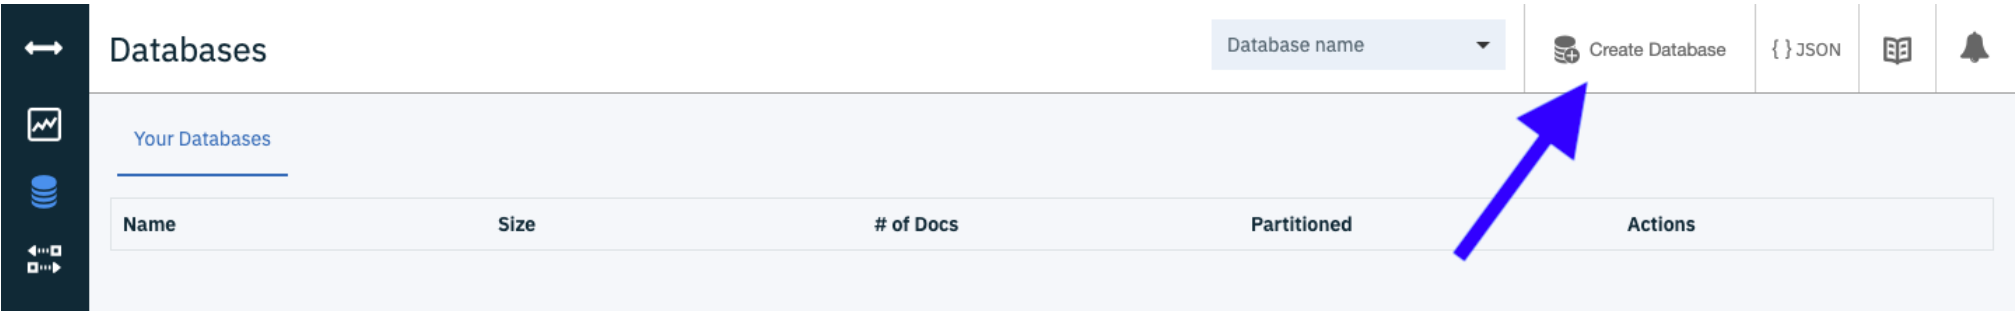 Databases
Database name
Create Database
{ } JSON
Your Databases
Name Size # of Docs Partitioned Actions